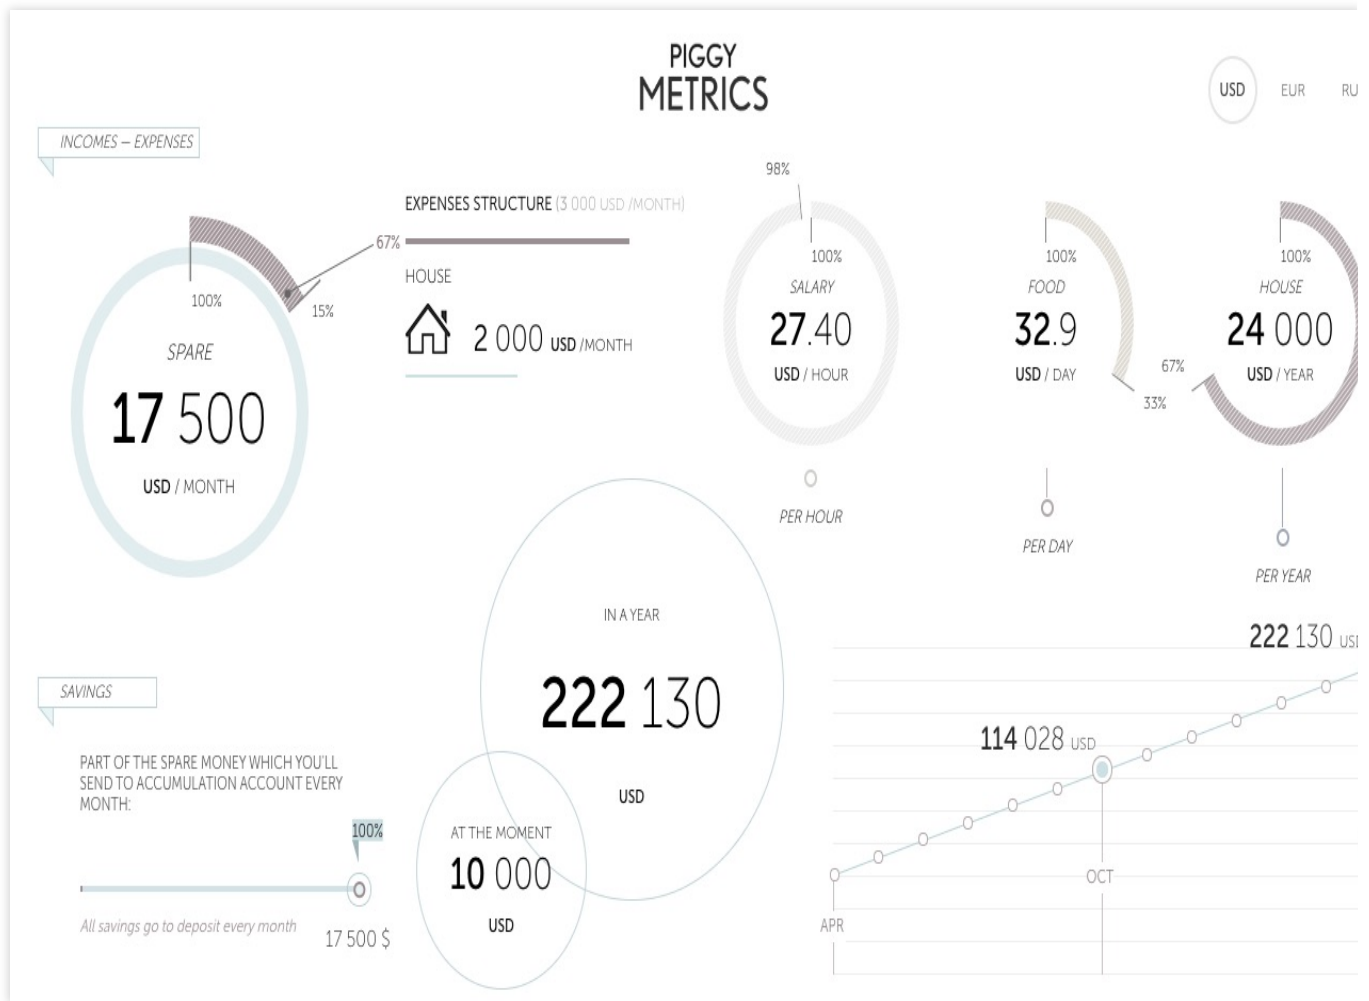 PIGGY
METRICS
USD EUR RU
INCOMES – EXPENSES
100%
67%
15%
SPARE
17 500
USD / MONTH
EXPENSES STRUCTURE (3 000 USD /MONTH)
HOUSE
2 000 USD /MONTH
98%
100%
SALARY
27.40
USD / HOUR
PER HOUR
100%
FOOD
32.9
USD / DAY
33%
PER DAY
100%
HOUSE
24 000
USD / YEAR
67%
PER YEAR
SAVINGS
PART OF THE SPARE MONEY WHICH YOU'LL
SEND TO ACCUMULATION ACCOUNT EVERY
MONTH:
100%
All savings go to deposit every month
17 500 $
IN A YEAR
222 130
USD
AT THE MOMENT
10 000
USD
222 130 USD
114 028 USD
OCT
APR